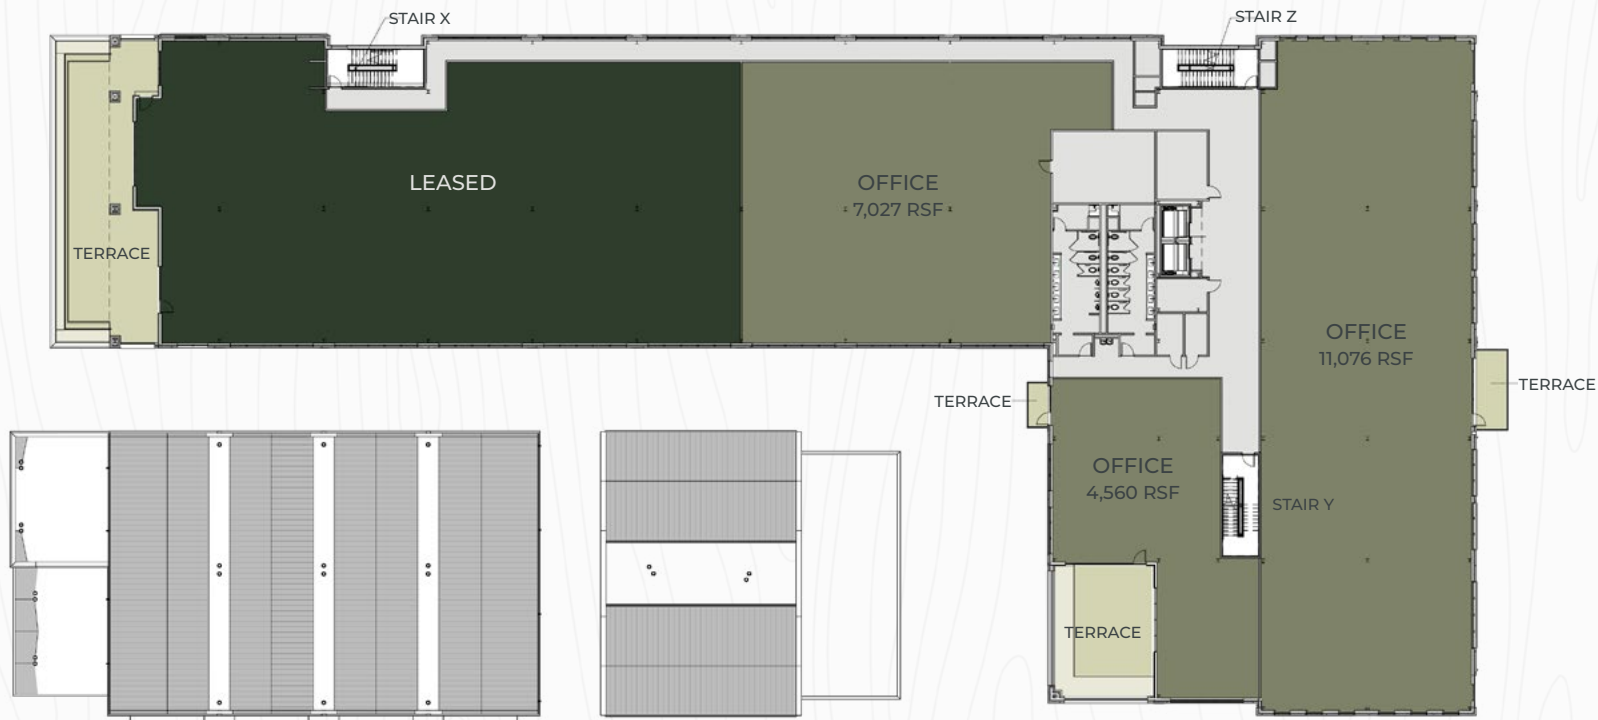 STAIR X
STAIR Z
LEASED
OFFICE
7,027 RSF
TERRACE
OFFICE
11,076 RSF
TERRACE
TERRACE
OFFICE
4,560 RSF
STAIR Y
TERRACE